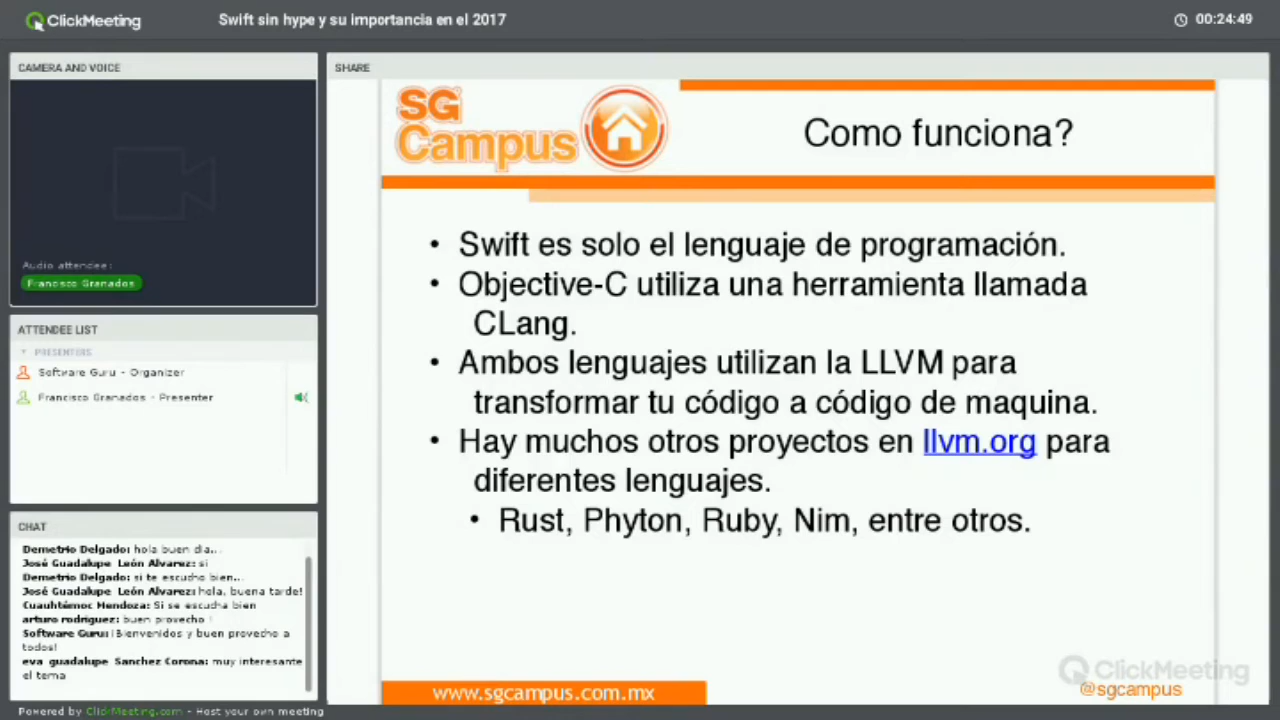 ClickMeeting
Swift sin hype y su importancia en el 2017
00:24:49
CAMERA AND VOICE
Audio attendee:
Francisco Granados
ATTENDEE LIST
PRESENTERS
Software Guru - Organizer
Francisco Granados - Presenter
CHAT
Demetrio Delgado: hola buen dia...
José Guadalupe León Alvarez: si
Demetrio Delgado: si te escucho bien...
José Guadalupe León Alvarez: hola, buena tarde!
Cuauhtémoc Mendoza: Si se escucha bien
arturo rodriguez: buen provecho !
Software Guru: ¡Bienvenidos y buen provecho a
todos!
eva guadalupe Sanchez Corona: muy interesante
el tema
SHARE
SG
Campus
Como funciona?
• Swift es solo el lenguaje de programación.
• Objective-C utiliza una herramienta llamada
CLang.
• Ambos lenguajes utilizan la LLVM para
transformar tu código a código de maquina.
• Hay muchos otros proyectos en llvm.org para
diferentes lenguajes.
• Rust, Phyton, Ruby, Nim, entre otros.
ClickMeeting
www.sgcampus.com.mx
@sgcampus
Powered by ClickMeeting.com - Host your own meeting